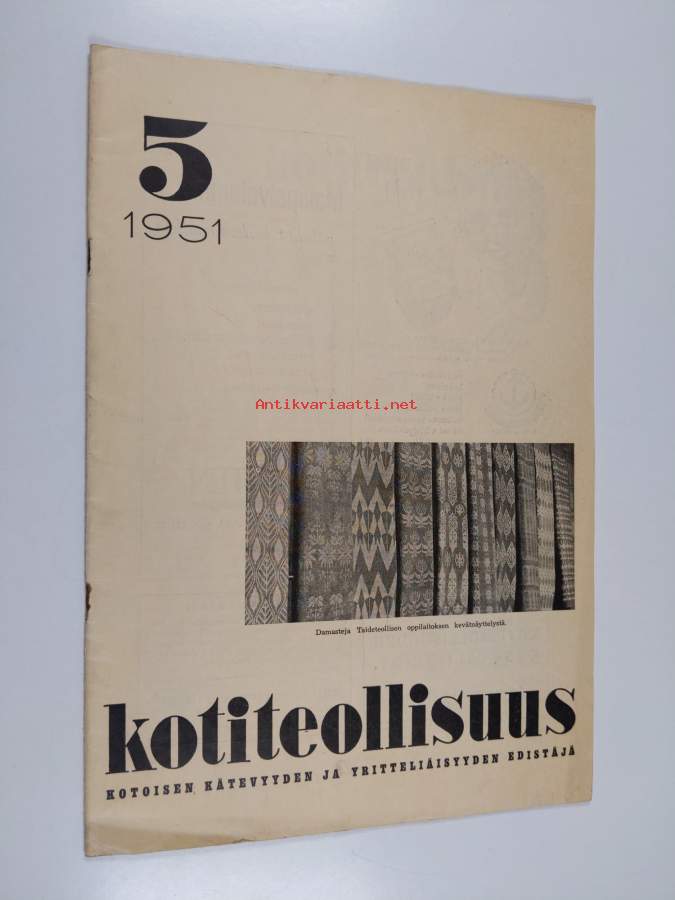 5
1951
Antikvariaatti.net
Damasteja Taideteollisen oppilaitoksen kevätnäyttelystä.
kotiteollisuus
KOTOISEN KÄTEVYYDEN JA YRITTELIÄISYYDEN EDISTÄJÄ